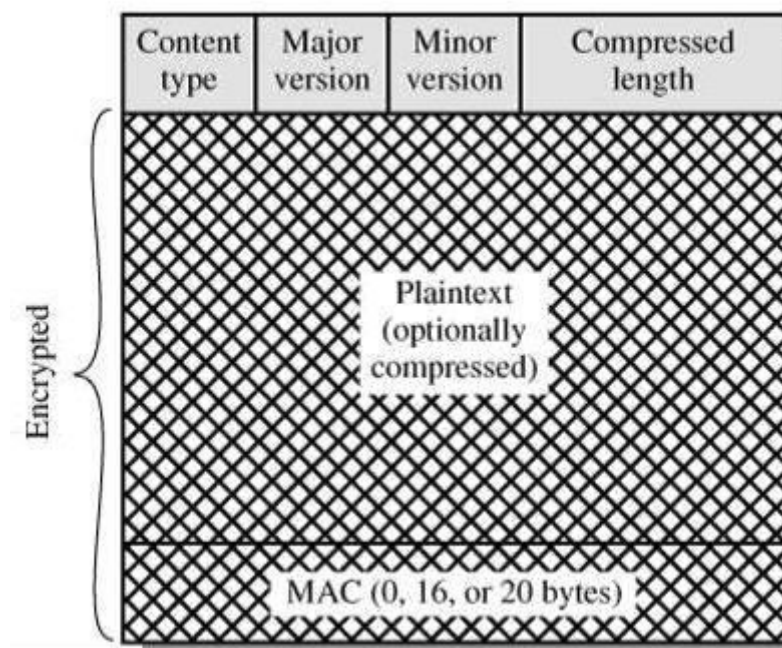 Content type
Major version
Minor version
Compressed length
Encrypted
Plaintext
(optionally
compressed)
MAC (0, 16, or 20 bytes)